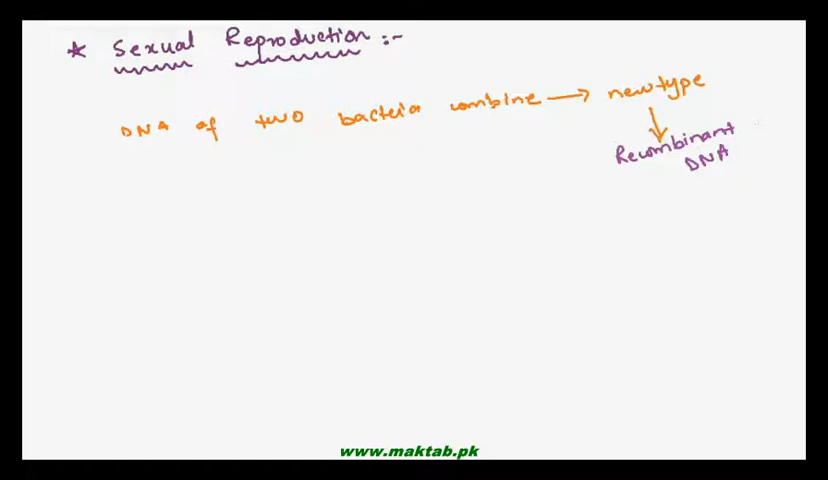 * Sexual Reproduction :-
DNA of two bacteria combine → new type
↓
Recombinant
DNA
www.maktab.pk